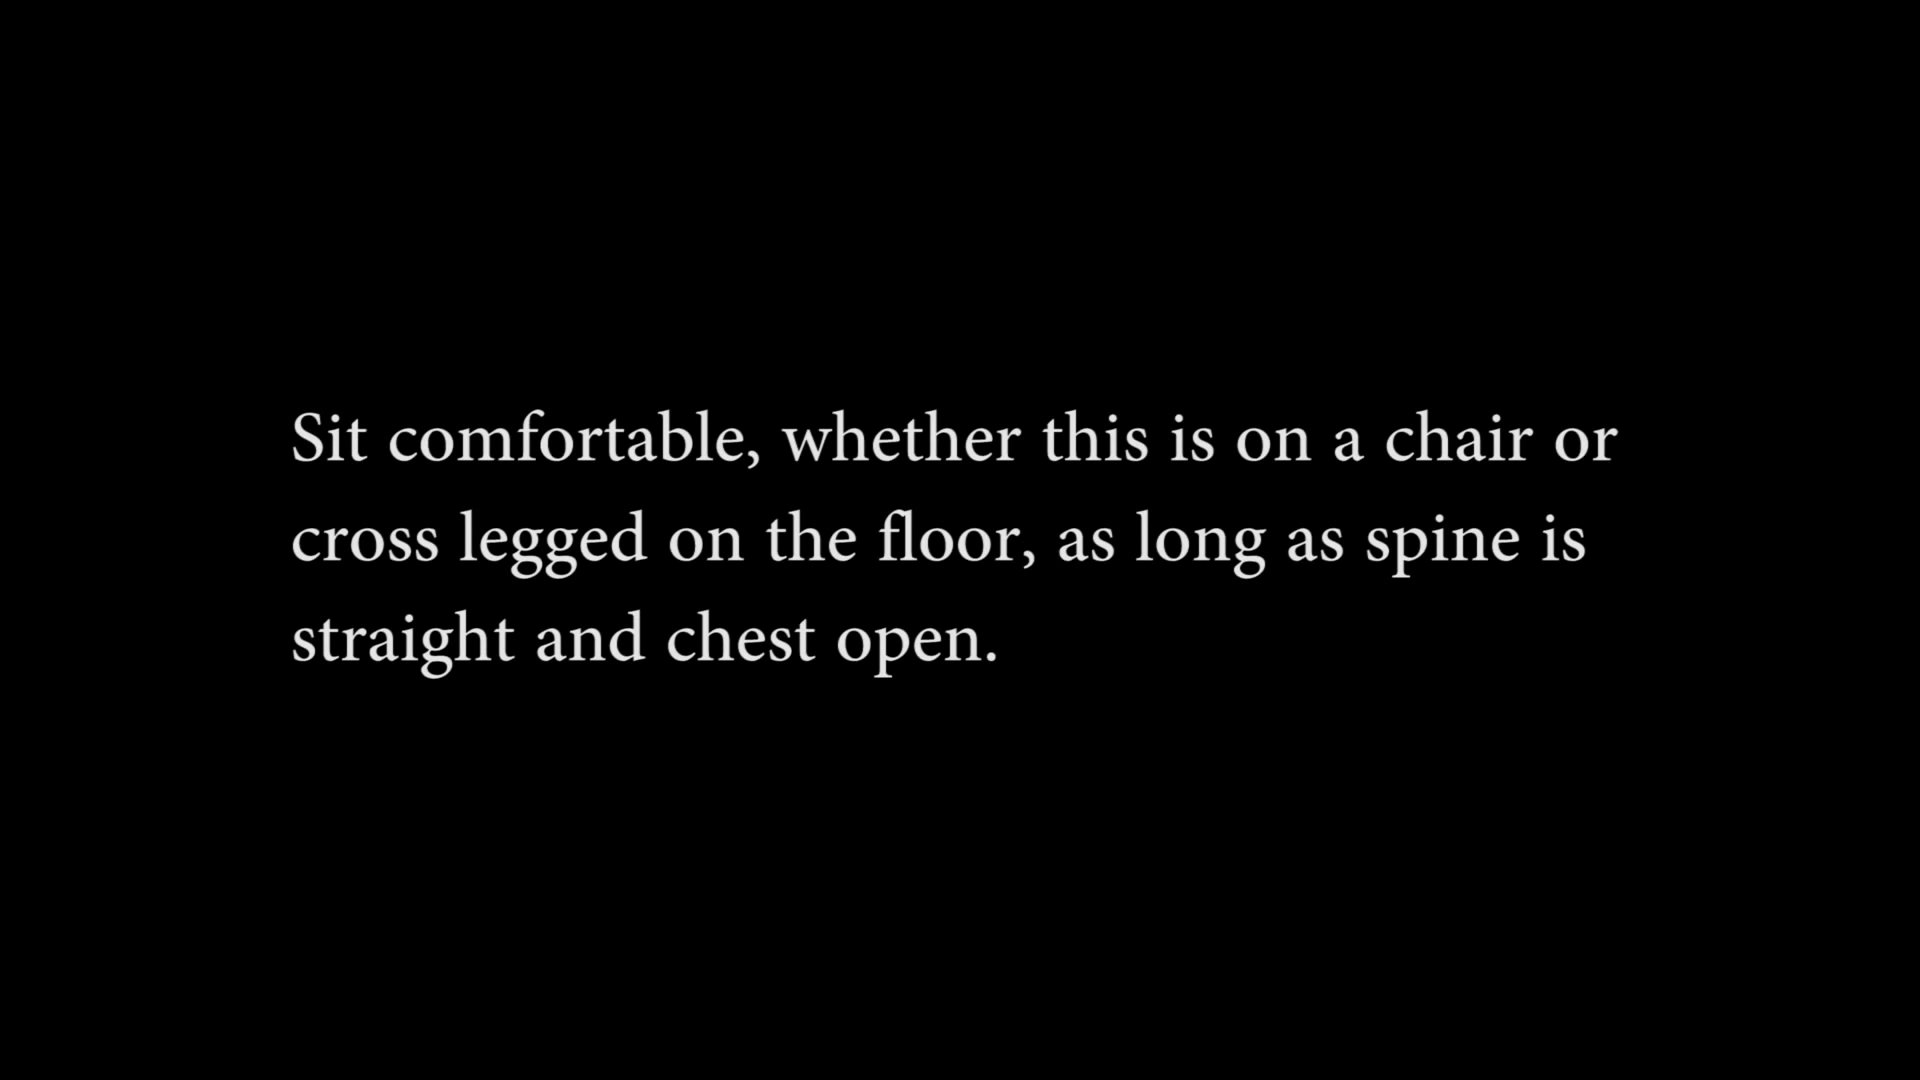 Sit comfortable, whether this is on a chair or
cross legged on the floor, as long as spine is
straight and chest open.